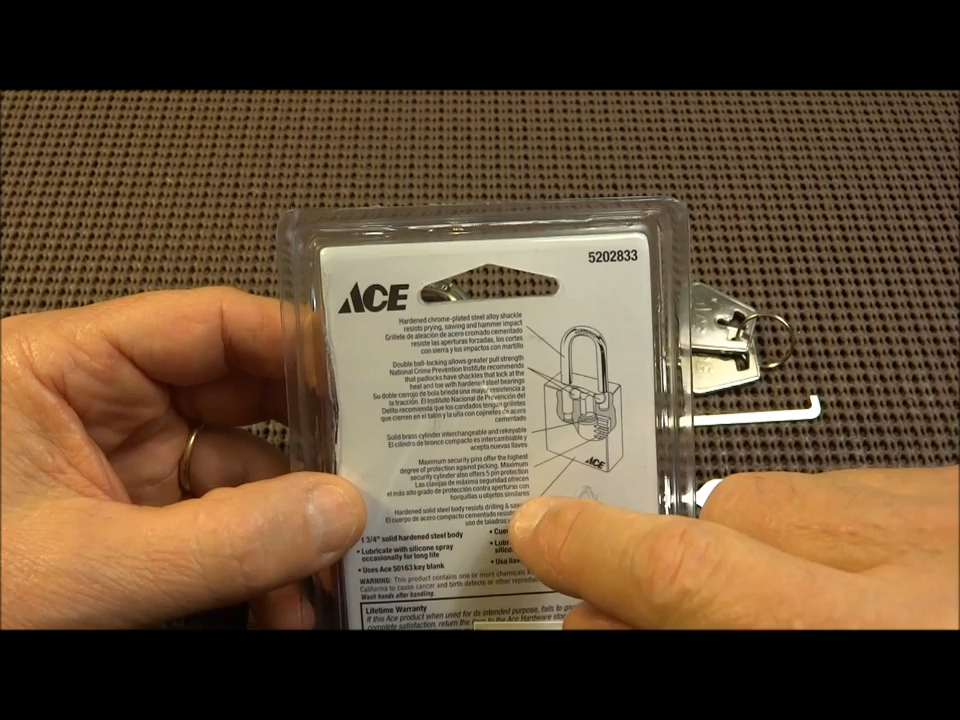 5202833
ACE
Hardened chrome-plated steel alloy shackle
resists prying, sawing and hammer impact
Grillete de aleación de acero cromado cementado
resiste las aperturas forzadas, los cortes
con sierra y los impactos con martillo
Double ball-locking allows greater pull strength
National Crime Prevention Institute recommends
that padlocks have shackles that lock at the
heel and toe with hardened steel bearings
Su doble cerrojo de bola brinda una mayor resistencia a
la tracción. El Instituto Nacional de Prevención del
Delito recomienda que los candados tengan grilletes
que cierren en el talón y la uña con cojinetes de acero
cementado
Solid brass cylinder interchangeable and rekeyable
El cilindro de bronce compacto es intercambiable y
acepta nuevas llaves
Maximum security pins offer the highest
degree of protection against picking. Maximum
security cylinder also offers 5 pin protection
Las clavijas de máxima seguridad ofrecen
el más alto grado de protección contra aperturas con
horquillas u objetos similares
ACE
Hardened solid steel body resists drilling &
El cuerpo de acero compacto cementado
uso de taladros
1 3/4" solid hardened steel body
• Lubricate with silicone spray
occasionally for long life
• Uses Ace 50163 key blank
•
• 
• Usa
WARNING: This product contains one or more chemicals
California to cause cancer and birth defects or other
Wash hands after handling.
Lifetime Warranty
If this Ace product when used for its intended purpose, fails to
complete satisfaction, return the item to the Ace Hardware